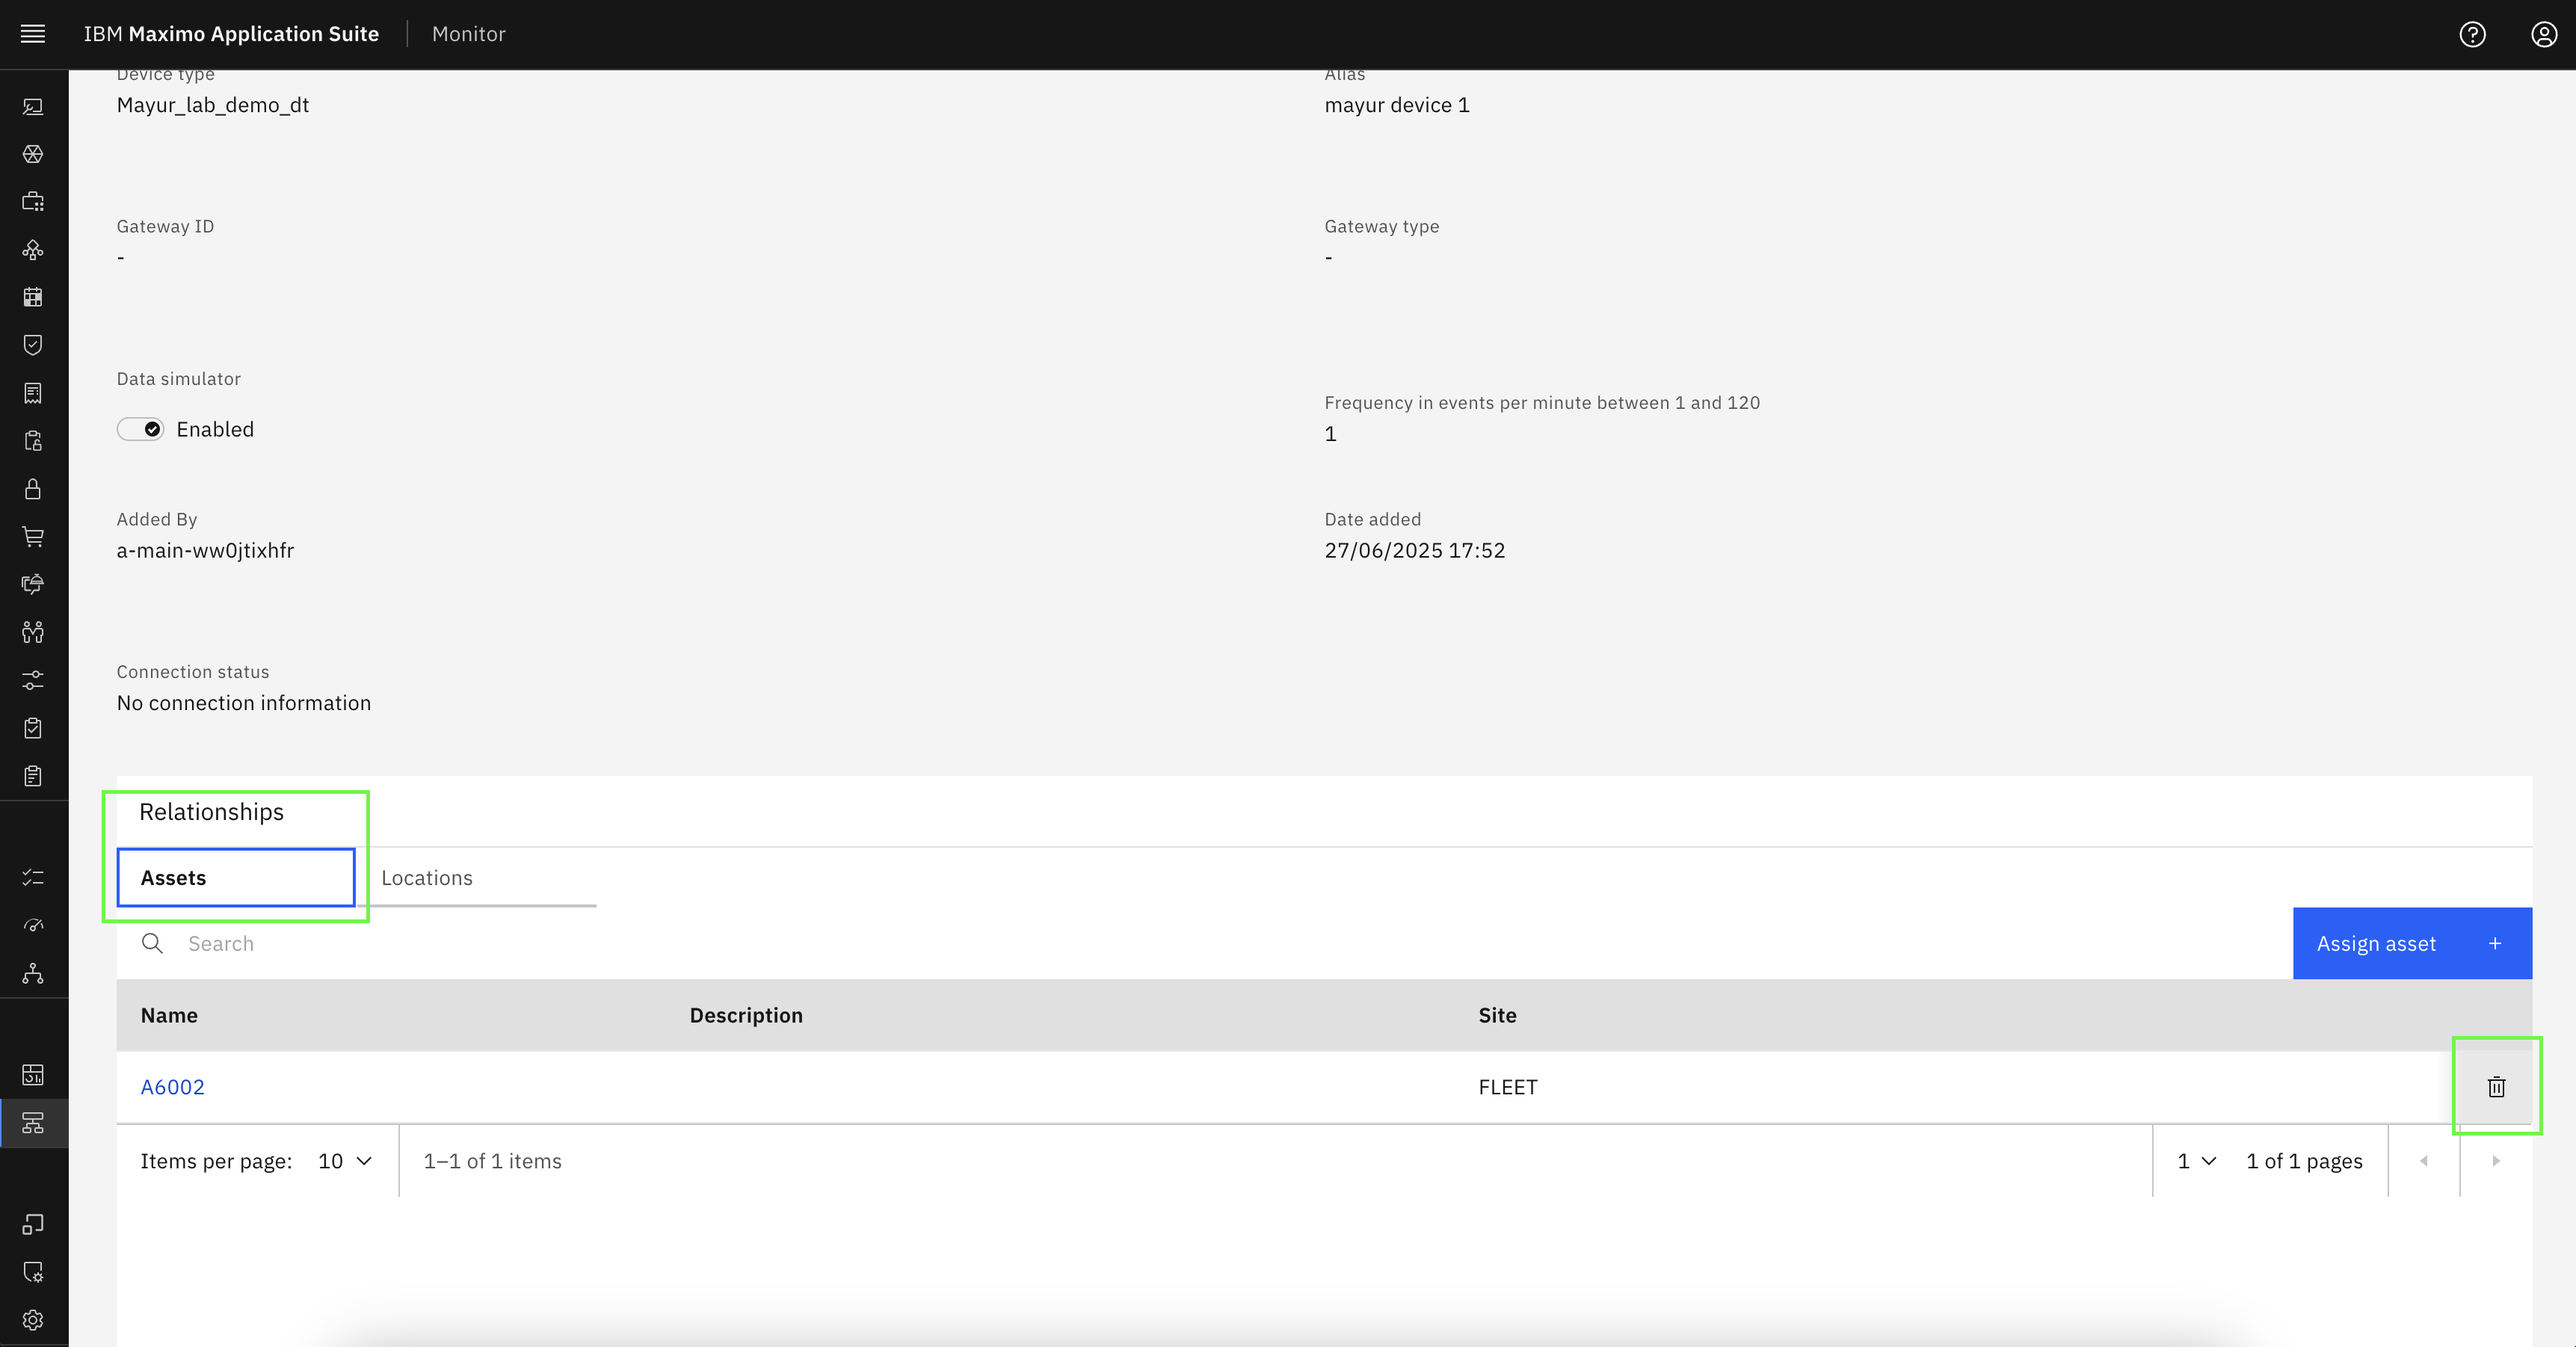 IBM Maximo Application Suite Monitor
Device type
Alias
Mayur_lab_demo_dt
mayur device 1
Gateway ID
Gateway type
-
-
Data simulator
Enabled
Frequency in events per minute between 1 and 120
1
Added By
Date added
a-main-ww0jtixhfr
27/06/2025 17:52
Connection status
No connection information
Relationships
Assets
Locations
Search
Assign asset +
Name Description Site
A6002 FLEET
Items per page: 10 1–1 of 1 items 1 1 of 1 pages